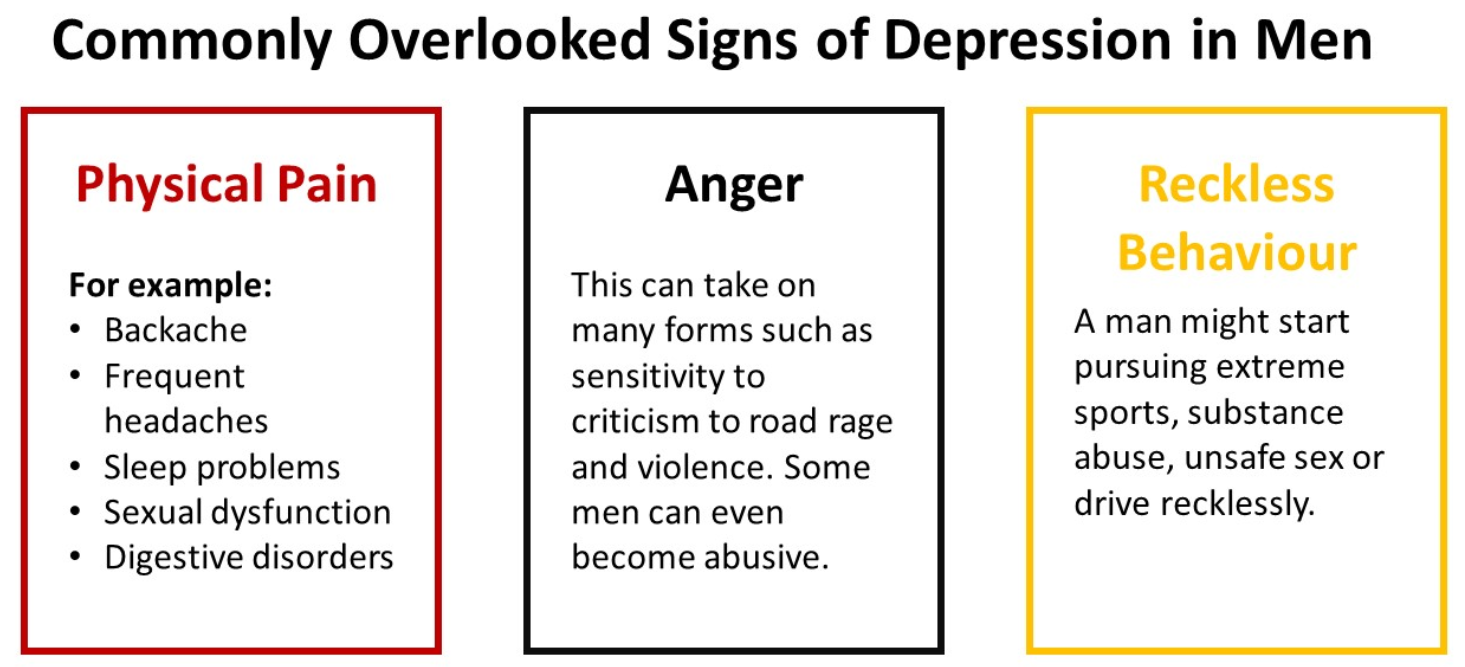 Commonly Overlooked Signs of Depression in Men
Physical Pain
For example:
• Backache
• Frequent
headaches
• Sleep problems
• Sexual dysfunction
• Digestive disorders
Anger
This can take on
many forms such as
sensitivity to
criticism to road rage
and violence. Some
men can even
become abusive.
Reckless
Behaviour
A man might start
pursuing extreme
sports, substance
abuse, unsafe sex or
drive recklessly.